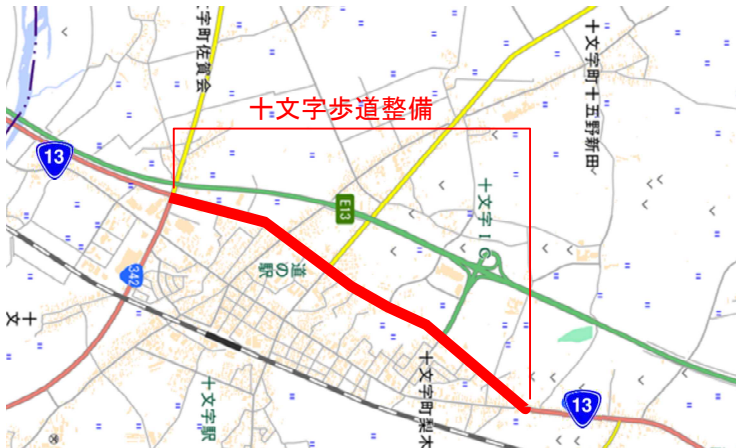 十文字歩道整備
文字町佐賀会
十文字町十五野新田
13
E13
十文字IC
道の駅
342
十文
十文字駅
十文字町梨木
13